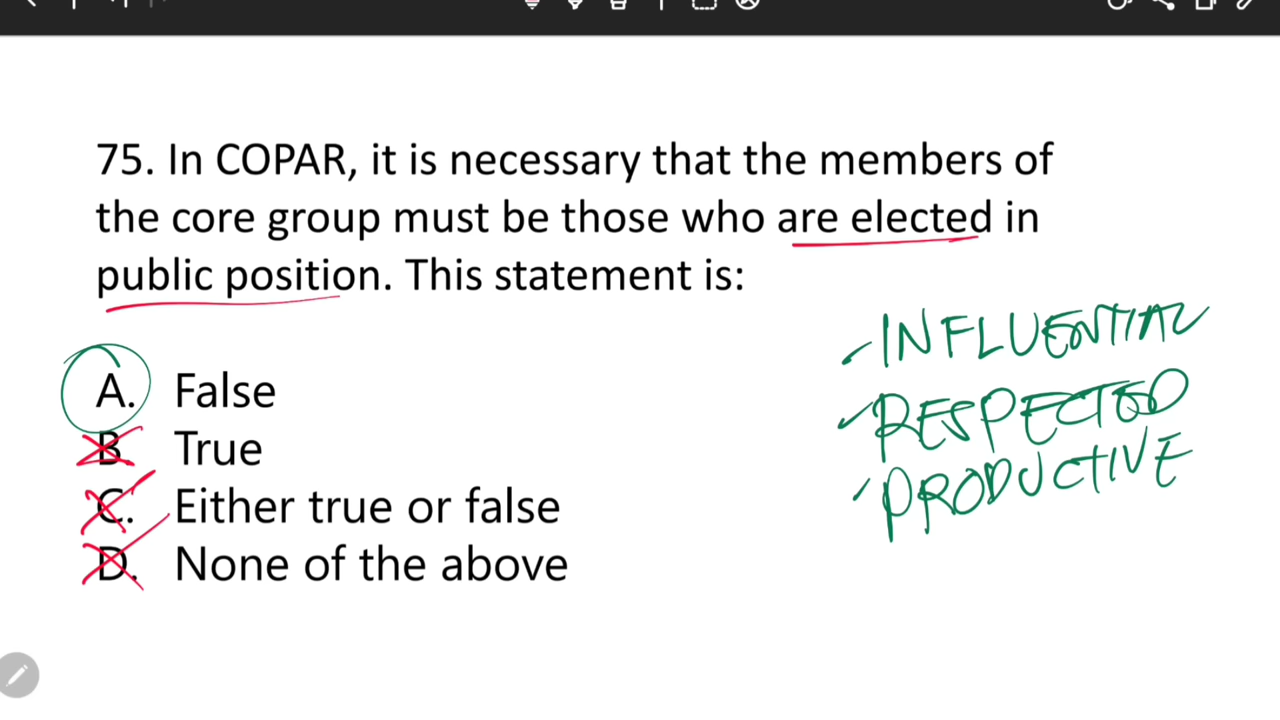 75. In COPAR, it is necessary that the members of
the core group must be those who are elected in
public position. This statement is:
A. False
B. True
C. Either true or false
D. None of the above
INFLUENTIAL
RESPECTED
PRODUCTIVE